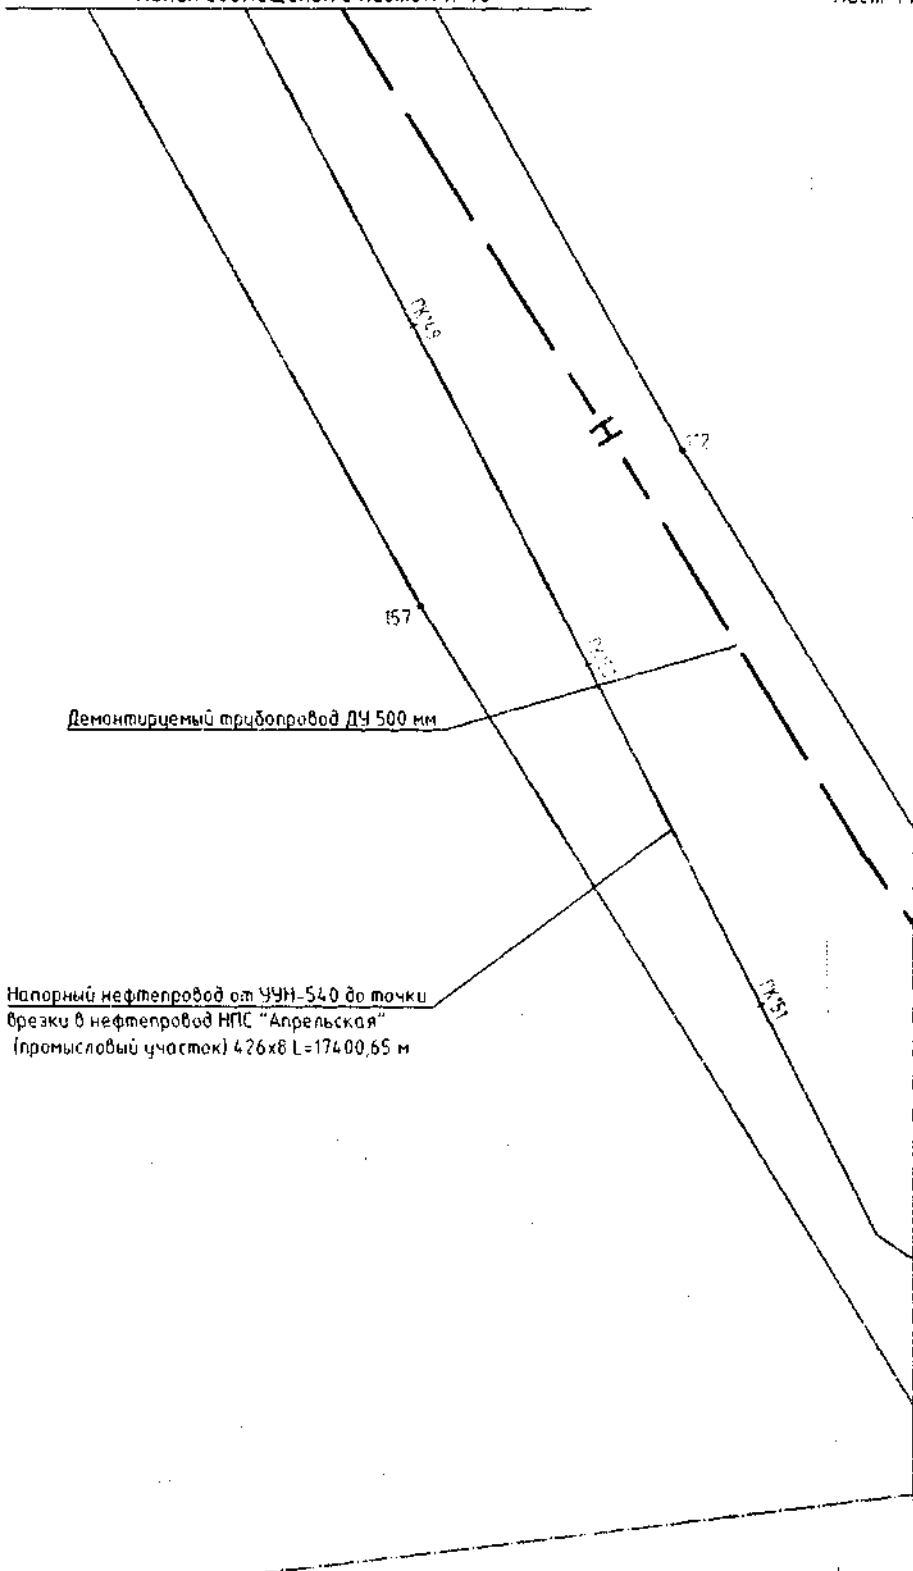 ПК49
Н
157
Демонтируемый трубопровод ДУ 500 мм
Напорный нефтепровод от УУН-540 до точки
врезки в нефтепровод НПС "Апрельская"
(промысловый участок) 426х8 L=17400,65 м
ПК51